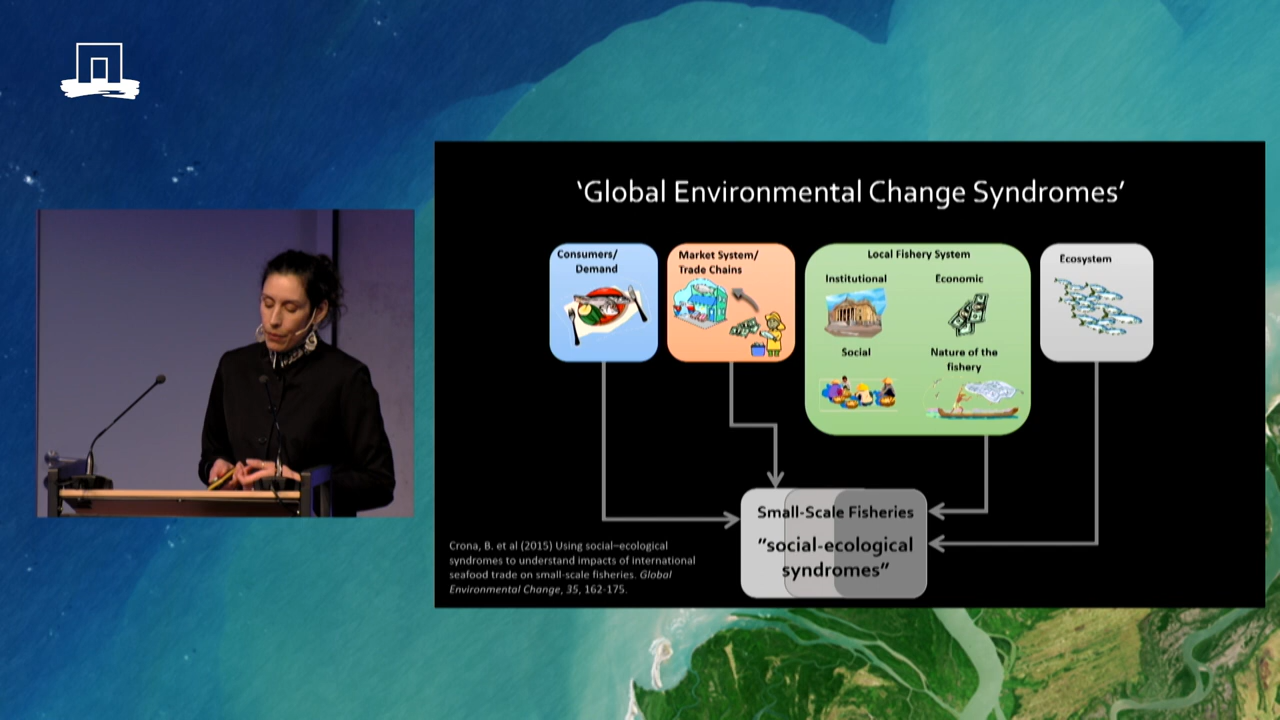 ‘Global Environmental Change Syndromes’
Consumers/
Demand
Market System/
Trade Chains
Local Fishery System
Institutional
Economic
Social
Nature of the
fishery
Ecosystem
Small-Scale Fisheries
”social-ecological
syndromes”
Crona, B. et al (2015) Using social–ecological
syndromes to understand impacts of international
seafood trade on small-scale fisheries. Global
Environmental Change, 35, 162-175.